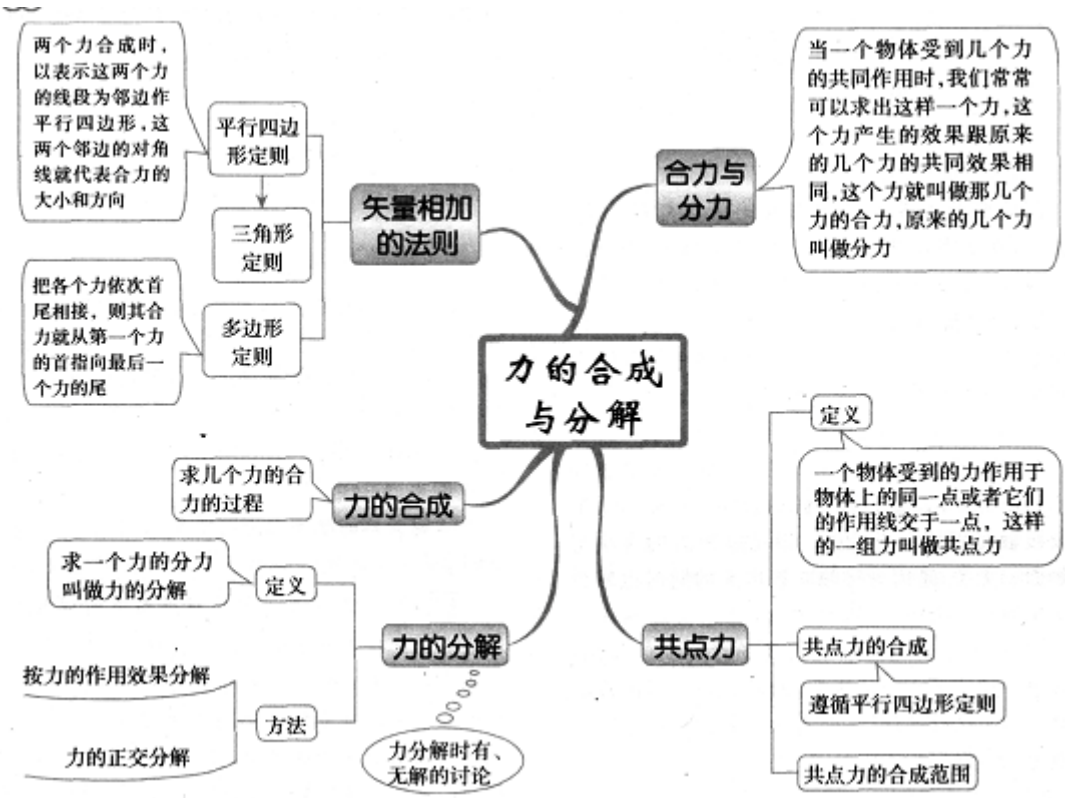 两个力合成时，
以表示这两个力
的线段为邻边作
平行四边形，这
两个邻边的对角
线就代表合力的
大小和方向
平行四边
形定则
三角形
定则
把各个力依次首
尾相接，则其合
力就从第一个力
的首指向最后一
个力的尾
多边形
定则
矢量相加
的法则
合力与
分力
当一个物体受到几个力
的共同作用时，我们常常
可以求出这样一个力，这
个力产生的效果跟原来
的几个力的共同效果相
同，这个力就叫做那几个
力的合力，原来的几个力
叫做分力
力的合成
与分解
求几个力的合
力的过程
力的合成
求一个力的分力
叫做力的分解
定义
力的分解
按力的作用效果分解
方法
力的正交分解
力分解时有、
无解的讨论
共点力
定义
一个物体受到的力作用于
物体上的同一点或者它们
的作用线交于一点，这样
的一组力叫做共点力
共点力的合成
遵循平行四边形定则
共点力的合成范围